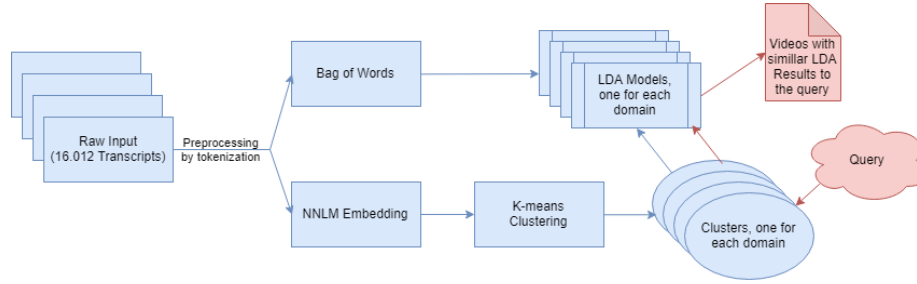 Raw Input
(16.012 Transcripts)
Preprocessing
by tokenization
Bag of Words
NNLM Embedding
K-means
Clustering
LDA Models,
one for each
domain
Clusters, one for
each domain
Videos with
simillar LDA
Results to
the query
Query